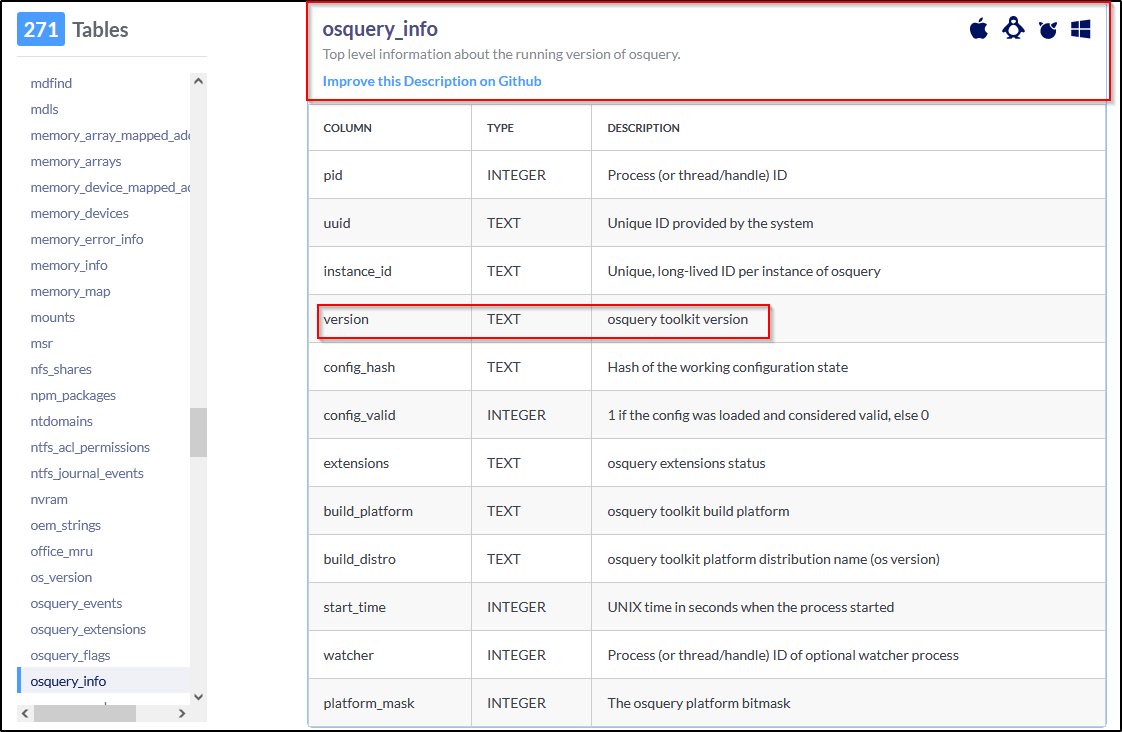 271 Tables
mdfind
mdls
memory_array_mapped_add
memory_arrays
memory_device_mapped_ad
memory_devices
memory_error_info
memory_info
memory_map
mounts
msr
nfs_shares
npm_packages
ntdomains
ntfs_acl_permissions
ntfs_journal_events
nvram
oem_strings
office_mru
os_version
osquery_events
osquery_extensions
osquery_flags
osquery_info
osquery_info
Top level information about the running version of osquery.
Improve this Description on Github
COLUMN TYPE DESCRIPTION
pid INTEGER Process (or thread/handle) ID
uuid TEXT Unique ID provided by the system
instance_id TEXT Unique, long-lived ID per instance of osquery
version TEXT osquery toolkit version
config_hash TEXT Hash of the working configuration state
config_valid INTEGER 1 if the config was loaded and considered valid, else 0
extensions TEXT osquery extensions status
build_platform TEXT osquery toolkit build platform
build_distro TEXT osquery toolkit platform distribution name (os version)
start_time INTEGER UNIX time in seconds when the process started
watcher INTEGER Process (or thread/handle) ID of optional watcher process
platform_mask INTEGER The osquery platform bitmask